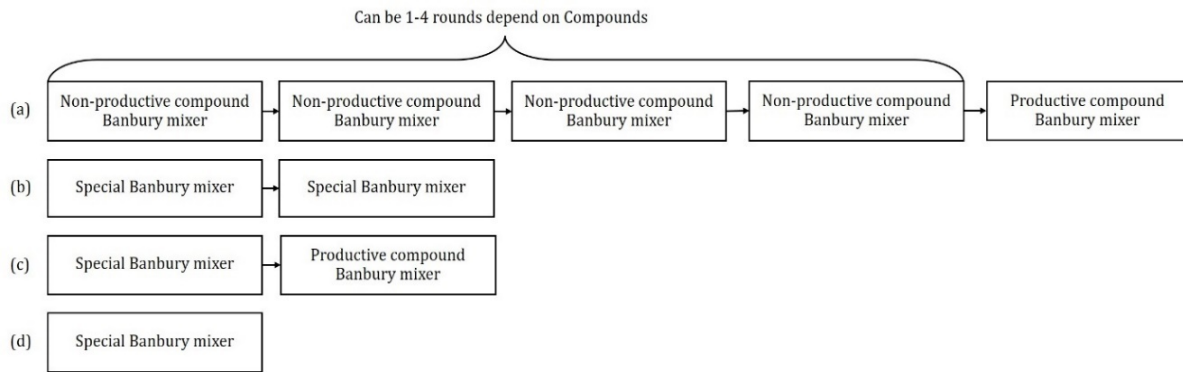 Can be 1-4 rounds depend on Compounds
(a)
Non-productive compound
Banbury mixer
Non-productive compound
Banbury mixer
Non-productive compound
Banbury mixer
Non-productive compound
Banbury mixer
Productive compound
Banbury mixer
(b)
Special Banbury mixer
Special Banbury mixer
(c)
Special Banbury mixer
Productive compound
Banbury mixer
(d)
Special Banbury mixer